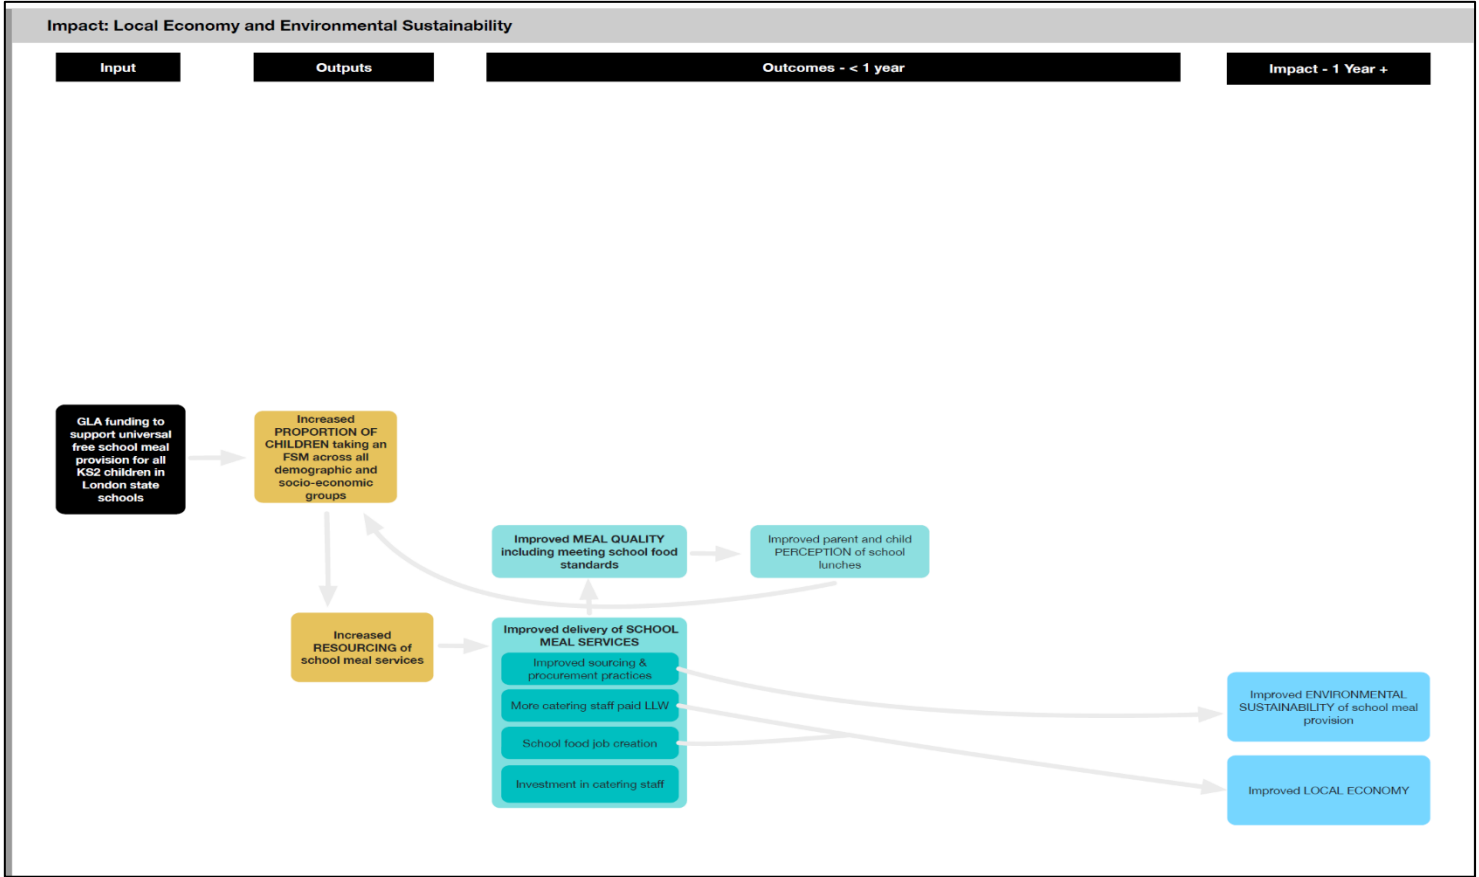 Impact: Local Economy and Environmental Sustainability
Input
Outputs
Outcomes - < 1 year
Impact - 1 Year +
GLA funding to
support universal
free school meal
provision for all
KS2 children in
London state
schools
Increased
PROPORTION OF
CHILDREN taking an
FSM across all
demographic and
socio-economic
groups
Improved MEAL QUALITY
including meeting school food
standards
Improved parent and child
PERCEPTION of school
lunches
Increased
RESOURCING of
school meal services
Improved delivery of SCHOOL
MEAL SERVICES
Improved sourcing &
procurement practices
More catering staff paid LLW
School food job creation
Investment in catering staff
Improved ENVIRONMENTAL
SUSTAINABILITY of school meal
provision
Improved LOCAL ECONOMY